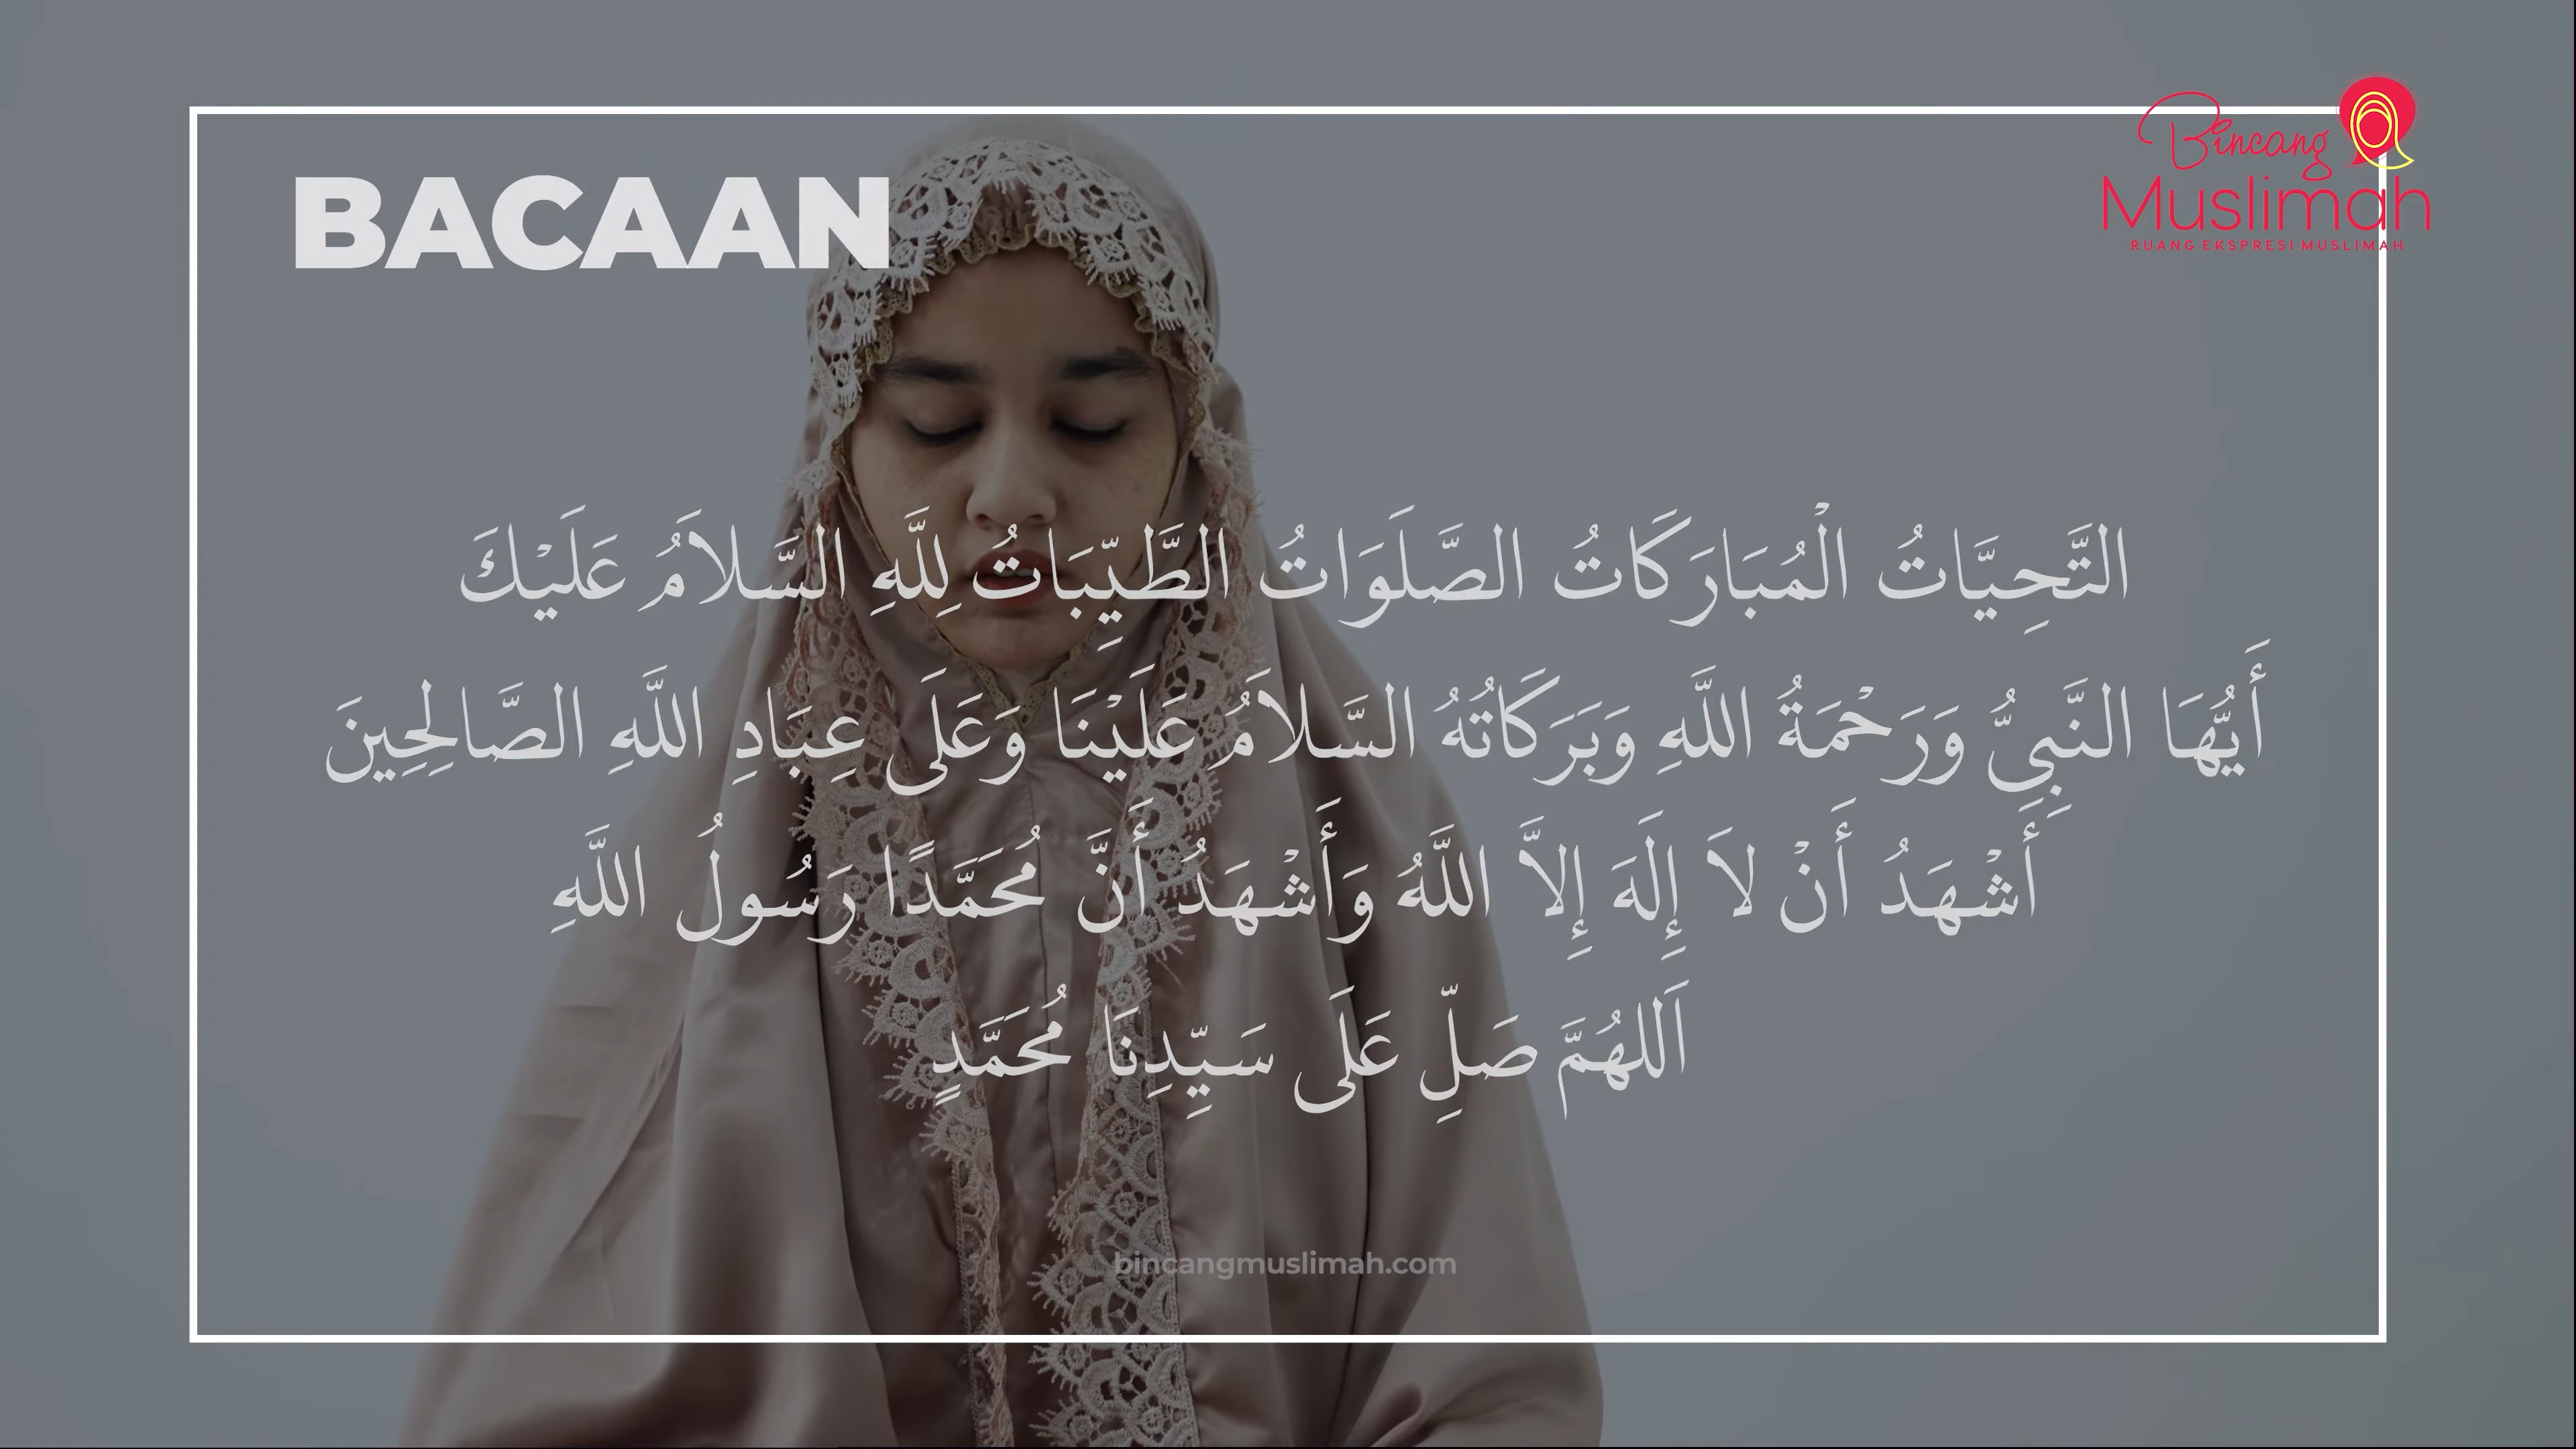 Bincang
Muslimah
RUANG EKSPRESI MUSLIMAH
BACAAN
التَّحِيَّاتُ الْمُبَارَكَاتُ الصَّلَوَاتُ الطَّيِّبَاتُ لِلَّهِ السَّلاَمُ عَلَيْكَ
أَيُّهَا النَّبِيُّ وَرَحْمَةُ اللَّهِ وَبَرَكَاتُهُ السَّلاَمُ عَلَيْنَا وَعَلَى عِبَادِ اللَّهِ الصَّالِحِينَ
أَشْهَدُ أَنْ لاَ إِلَهَ إِلاَّ اللَّهُ وَأَشْهَدُ أَنَّ مُحَمَّدًا رَسُولُ اللَّهِ
اَللهُمَّ صَلِّ عَلَى سَيِّدِنَا مُحَمَّدٍ
bincangmuslimah.com